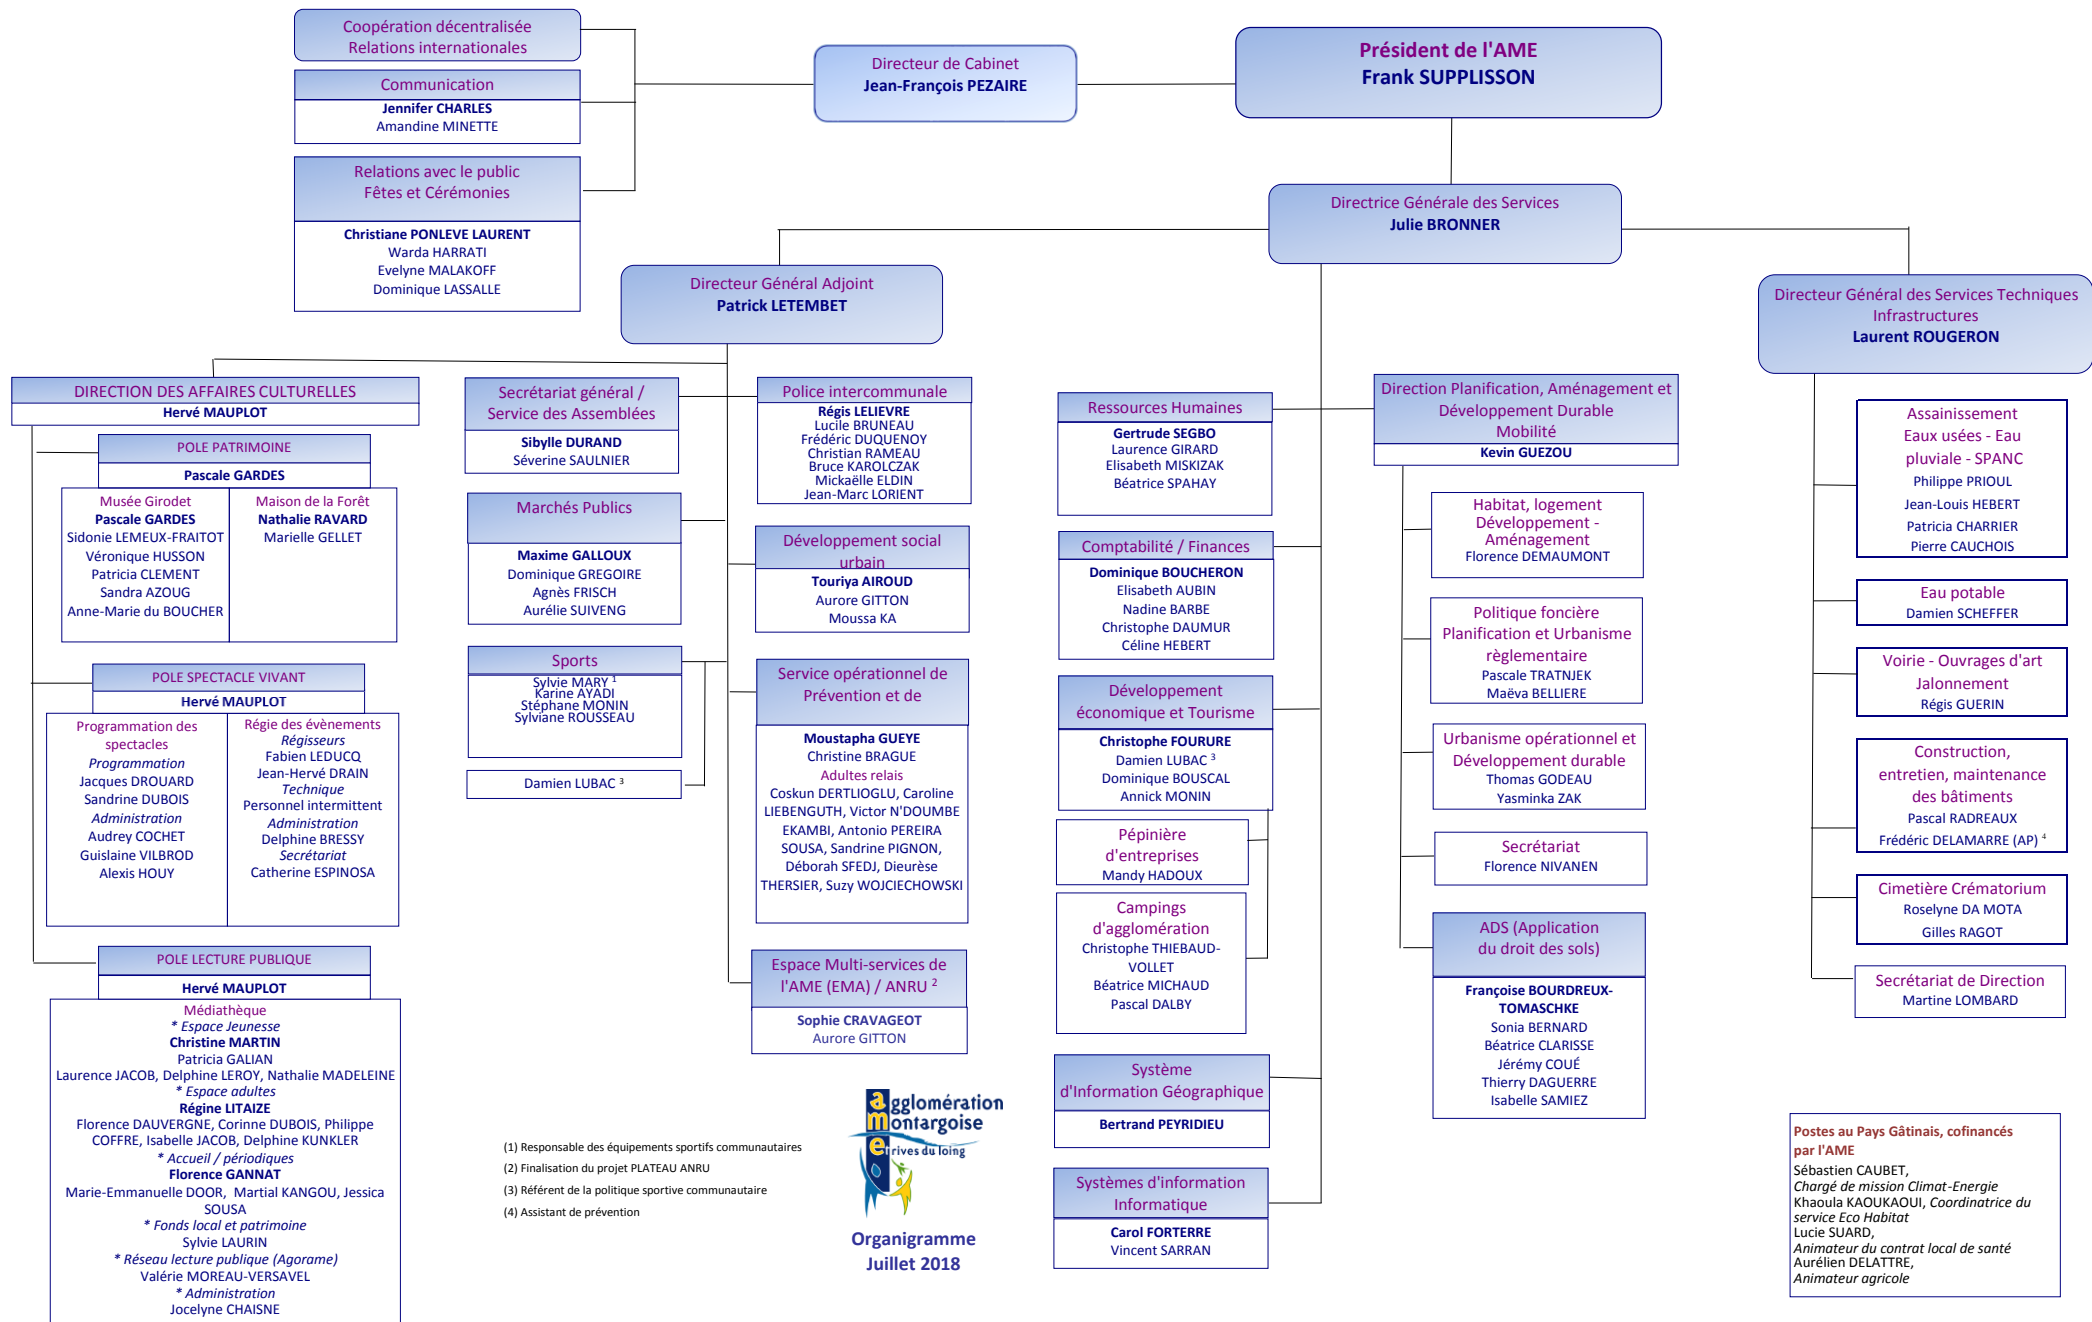 Coopération décentralisée
Relations internationales
Communication
Jennifer CHARLES
Amandine MINETTE
Relations avec le public
Fêtes et Cérémonies
Christiane PONLEVE LAURENT
Warda HARRATI
Evelyne MALAKOFF
Dominique LASSALLE
Directeur de Cabinet
Jean-François PEZAIRE
Président de l'AME
Frank SUPPLISSON
Directrice Générale des Services
Julie BRONNER
Directeur Général Adjoint
Patrick LETEMBET
Directeur Général des Services Techniques
Infrastructures
Laurent ROUGERON
DIRECTION DES AFFAIRES CULTURELLES
Hervé MAUPLOT
POLE PATRIMOINE
Pascale GARDES
Musée Girodet
Pascale GARDES
Sidonie LEMEUX-FRAITOT
Véronique HUSSON
Patricia CLEMENT
Sandra AZOUG
Anne-Marie du BOUCHER
Maison de la Forêt
Nathalie RAVARD
Marielle GELLET
POLE SPECTACLE VIVANT
Hervé MAUPLOT
Programmation des
spectacles
Programmation
Jacques DROUARD
Sandrine DUBOIS
Administration
Audrey COCHET
Guislaine VILBROD
Alexis HOUY
Régie des évènements
Régisseurs
Fabien LEDUCQ
Jean-Hervé DRAIN
Technique
Personnel intermittent
Administration
Delphine BRESSY
Secrétariat
Catherine ESPINOSA
POLE LECTURE PUBLIQUE
Hervé MAUPLOT
Médiathèque
* Espace Jeunesse
Christine MARTIN
Patricia GALIAN
Laurence JACOB, Delphine LEROY, Nathalie MADELEINE
* Espace adultes
Régine LITAIZE
Florence DAUVERGNE, Corinne DUBOIS, Philippe
COFFRE, Isabelle JACOB, Delphine KUNKLER
* Accueil / périodiques
Florence GANNAT
Marie-Emmanuelle DOOR, Martial KANGOU, Jessica
SOUSA
* Fonds local et patrimoine
Sylvie LAURIN
* Réseau lecture publique (Agorame)
Valérie MOREAU-VERSAVEL
* Administration
Jocelyne CHAISNE
Secrétariat général /
Service des Assemblées
Sibylle DURAND
Séverine SAULNIER
Marchés Publics
Maxime GALLOUX
Dominique GREGOIRE
Agnès FRISCH
Aurélie SUIVENG
Sports
Sylvie MARY 1
Karine AYADI
Stéphane MONIN
Sylviane ROUSSEAU
Damien LUBAC 3
Police intercommunale
Régis LELIEVRE
Lucile BRUNEAU
Frédéric DUQUENOY
Christian RAMEAU
Bruce KAROLCZAK
Mickaëlle ELDIN
Jean-Marc LORIENT
Développement social
urbain
Touriya AIROUD
Aurore GITTON
Moussa KA
Service opérationnel de
Prévention et de
Moustapha GUEYE
Christine BRAGUE
Adultes relais
Coskun DERTLIOGLU, Caroline
LIEBENGUTH, Victor N'DOUMBE
EKAMBI, Antonio PEREIRA
SOUSA, Sandrine PIGNON,
Déborah SFEDJ, Dieurèse
THERSIER, Suzy WOJCIECHOWSKI
Espace Multi-services de
l'AME (EMA) / ANRU 2
Sophie CRAVAGEOT
Aurore GITTON
Ressources Humaines
Gertrude SEGBO
Laurence GIRARD
Elisabeth MISKIZAK
Béatrice SPAHAY
Comptabilité / Finances
Dominique BOUCHERON
Elisabeth AUBIN
Nadine BARBE
Christophe DAUMUR
Céline HEBERT
Développement
économique et Tourisme
Christophe FOURURE
Damien LUBAC 3
Dominique BOUSCAL
Annick MONIN
Pépinière
d'entreprises
Mandy HADOUX
Campings
d'agglomération
Christophe THIEBAUD-
VOLLET
Béatrice MICHAUD
Pascal DALBY
Système
d'Information Géographique
Bertrand PEYRIDIEU
Systèmes d'information
Informatique
Carol FORTERRE
Vincent SARRAN
Direction Planification, Aménagement et
Développement Durable
Mobilité
Kevin GUEZOU
Habitat, logement
Développement -
Aménagement
Florence DEMAUMONT
Politique foncière
Planification et Urbanisme
règlementaire
Pascale TRATNJEK
Maëva BELLIERE
Urbanisme opérationnel et
Développement durable
Thomas GODEAU
Yasminka ZAK
Secrétariat
Florence NIVANEN
ADS (Application
du droit des sols)
Françoise BOURDREUX-
TOMASCHKE
Sonia BERNARD
Béatrice CLARISSE
Jérémy COUÉ
Thierry DAGUERRE
Isabelle SAMIEZ
Assainissement
Eaux usées - Eau
pluviale - SPANC
Philippe PRIOUL
Jean-Louis HEBERT
Patricia CHARRIER
Pierre CAUCHOIS
Eau potable
Damien SCHEFFER
Voirie - Ouvrages d'art
Jalonnement
Régis GUERIN
Construction,
entretien, maintenance
des bâtiments
Pascal RADREAUX
Frédéric DELAMARRE (AP) 4
Cimetière Crématorium
Roselyne DA MOTA
Gilles RAGOT
Secrétariat de Direction
Martine LOMBARD
(1) Responsable des équipements sportifs communautaires
(2) Finalisation du projet PLATEAU ANRU
(3) Référent de la politique sportive communautaire
(4) Assistant de prévention
agglomération
montargoise
et rives du loing
Organigramme
Juillet 2018
Postes au Pays Gâtinais, cofinancés
par l'AME
Sébastien CAUBET,
Chargé de mission Climat-Energie
Khaoula KAOUKAOUI, Coordinatrice du
service Eco Habitat
Lucie SUARD,
Animateur du contrat local de santé
Aurélien DELATTRE,
Animateur agricole